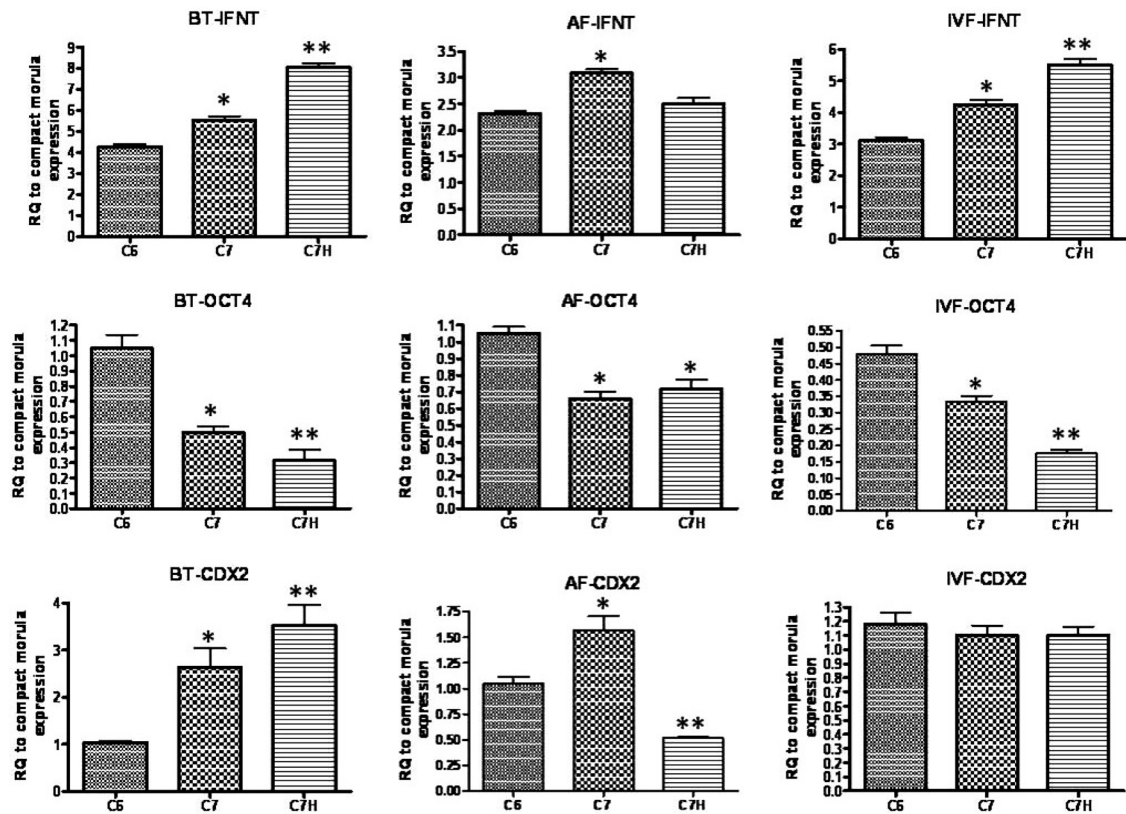 BT-IFNT
RQ to compact morula
expression
9
8
7
6
5
4
3
2
1
0
*
**
C6 C7 C7H
AF-IFNT
RQ to compact morula
expression
3.5
3.0
2.5
2.0
1.5
1.0
0.5
0.0
*
C6 C7 C7H
IVF-IFNT
RQ to compact morula
expression
6
5
4
3
2
1
0
*
**
C6 C7 C7H
BT-OCT4
RQ to compact morula
expression
1.2
1.1
1.0
0.9
0.8
0.7
0.6
0.5
0.4
0.3
0.2
0.1
0.0
*
**
C6 C7 C7H
AF-OCT4
RQ to compact morula
expression
1.1
1.0
0.9
0.8
0.7
0.6
0.5
0.4
0.3
0.2
0.1
0.0
*
*
C6 C7 C7H
IVF-OCT4
RQ to compact morula
expression
0.55
0.50
0.45
0.40
0.35
0.30
0.25
0.20
0.15
0.10
0.05
0.00
*
**
C6 C7 C7H
BT-CDX2
RQ to compact morula
expression
4
3
2
1
0
*
**
C6 C7 C7H
AF-CDX2
RQ to compact morula
expression
1.75
1.50
1.25
1.00
0.75
0.50
0.25
0.00
*
**
C6 C7 C7H
IVF-CDX2
RQ to compact morula
expression
1.3
1.2
1.1
1.0
0.9
0.8
0.7
0.6
0.5
0.4
0.3
0.2
0.1
0.0
C6 C7 C7H